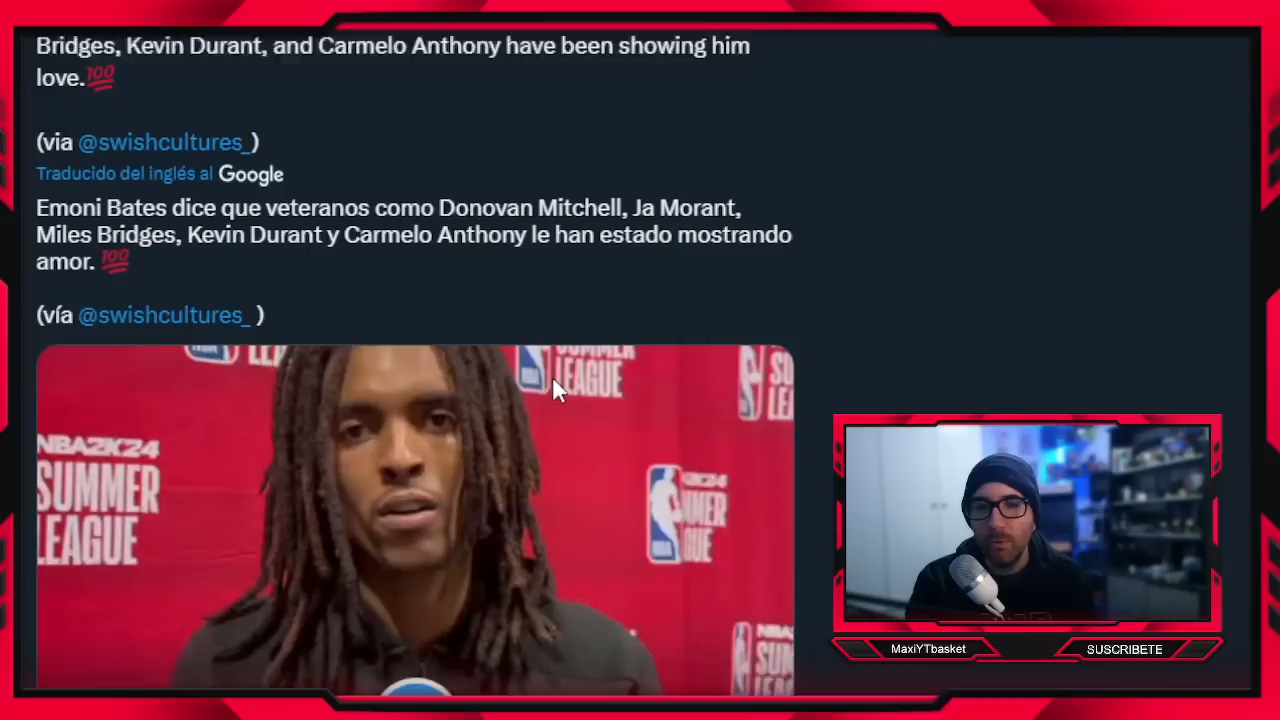 Bridges, Kevin Durant, and Carmelo Anthony have been showing him
love.💯
(via @swishcultures_)
Traducido del inglés al Google
Emoni Bates dice que veteranos como Donovan Mitchell, Ja Morant,
Miles Bridges, Kevin Durant y Carmelo Anthony le han estado mostrando
amor. 💯
(vía @swishcultures_ )
SUMMER
LEAGUE
NBA2K24
SUMMER
LEAGUE
NBA
MaxiYTbasket
SUSCRIBETE